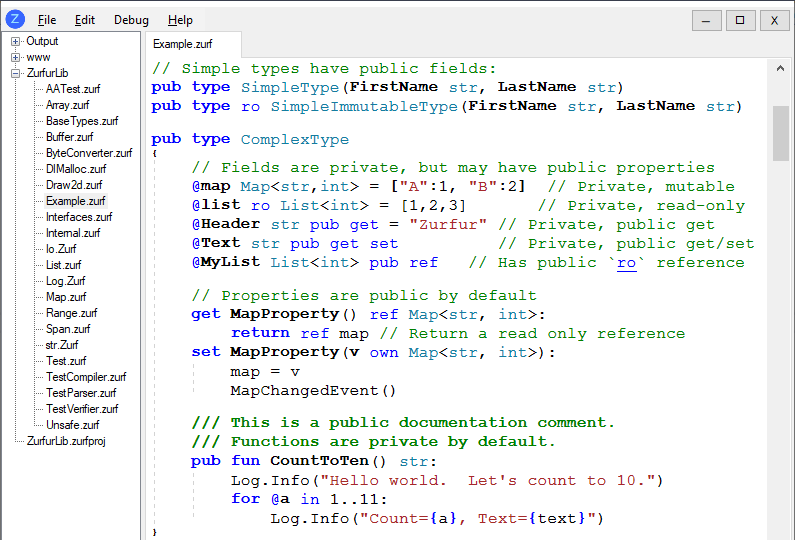 Z File Edit Debug Help
Output
www
ZurfurLib
AATest.zurf
Array.zurf
BaseTypes.zurf
Buffer.zurf
ByteConverter.zurf
DlMalloc.zurf
Draw2d.zurf
Example.zurf
Interfaces.zurf
Internal.zurf
Io.Zurf
List.zurf
Log.Zurf
Map.zurf
Range.zurf
Span.zurf
str.Zurf
Test.zurf
TestCompiler.zurf
TestParser.zurf
TestVerifier.zurf
Unsafe.zurf
ZurfurLib.zurfproj
Example.zurf
// Simple types have public fields:
pub type SimpleType(FirstName str, LastName str)
pub type ro SimpleImmutableType(FirstName str, LastName str)
pub type ComplexType
{
// Fields are private, but may have public properties
@map Map<str,int> = ["A":1, "B":2] // Private, mutable
@list ro List<int> = [1,2,3] // Private, read-only
@Header str pub get = "Zurfur" // Private, public get
@Text str pub get set // Private, public get/set
@MyList List<int> pub ref // Has public `ro` reference
// Properties are public by default
get MapProperty() ref Map<str, int>:
return ref map // Return a read only reference
set MapProperty(v own Map<str, int>):
map = v
MapChangedEvent()
/// This is a public documentation comment.
/// Functions are private by default.
pub fun CountToTen() str:
Log.Info("Hello world.  Let's count to 10.")
for @a in 1..11:
Log.Info("Count={a}, Text={text}")
}